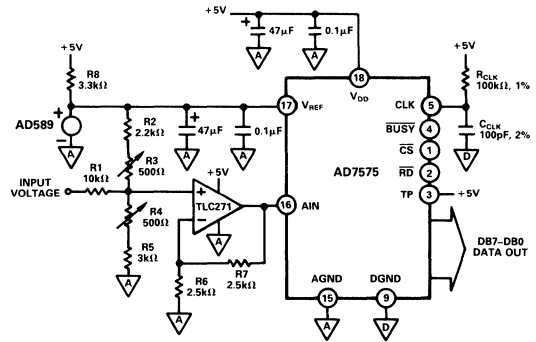 +5V
+
47µF
0.1µF
A
A
+5V
R8
3.3kΩ
AD589
+
–
A
R2
2.2kΩ
R3
500Ω
+
47µF
0.1µF
A
A
INPUT
VOLTAGE
R1
10kΩ
R4
500Ω
R5
3kΩ
A
+5V
+
–
TLC271
A
R6
2.5kΩ
R7
2.5kΩ
A
18
VDD
17
VREF
16
AIN
AD7575
CLK
5
BUSY
4
CS
1
RD
2
TP
3
+5V
+5V
RCLK
100kΩ, 1%
CCLK
100pF, 2%
D
DB7–DB0
DATA OUT
AGND
15
A
DGND
9
D